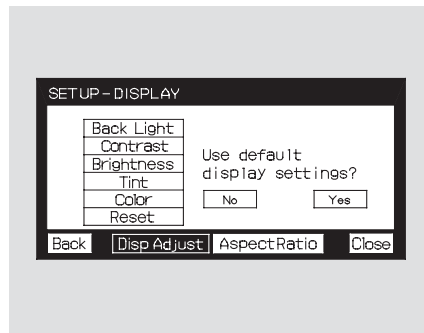 SETUP-DISPLAY
Back Light
Contrast
Brightness
Tint
Color
Reset
Use default
display settings?
No Yes
Back Disp Adjust AspectRatio Close